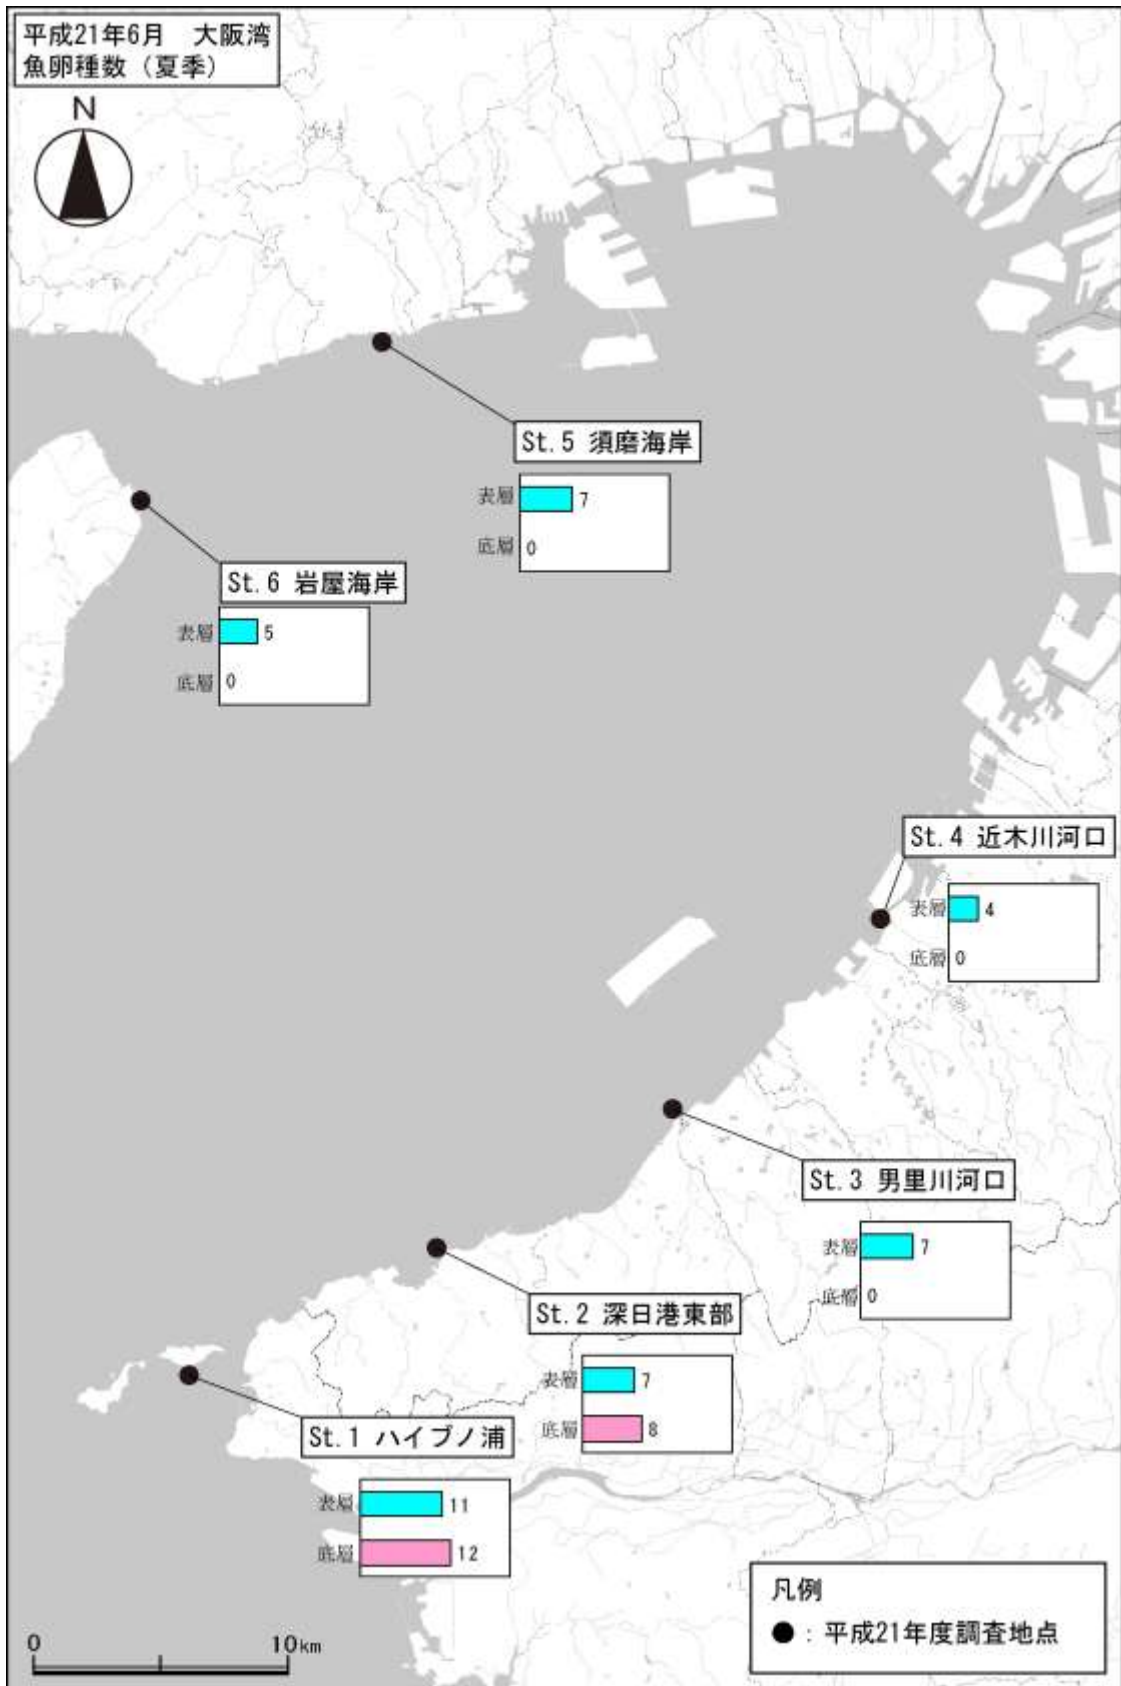 平成21年6月　大阪湾
魚卵種数（夏季）
N
St.5 須磨海岸
表層 7
底層 0
St.6 岩屋海岸
表層 5
底層 0
St.4 近木川河口
表層 4
底層 0
St.3 男里川河口
表層 7
底層 0
St.2 深日港東部
表層 7
底層 8
St.1 ハイブノ浦
表層 11
底層 12
0 10km
凡例
●：平成21年度調査地点